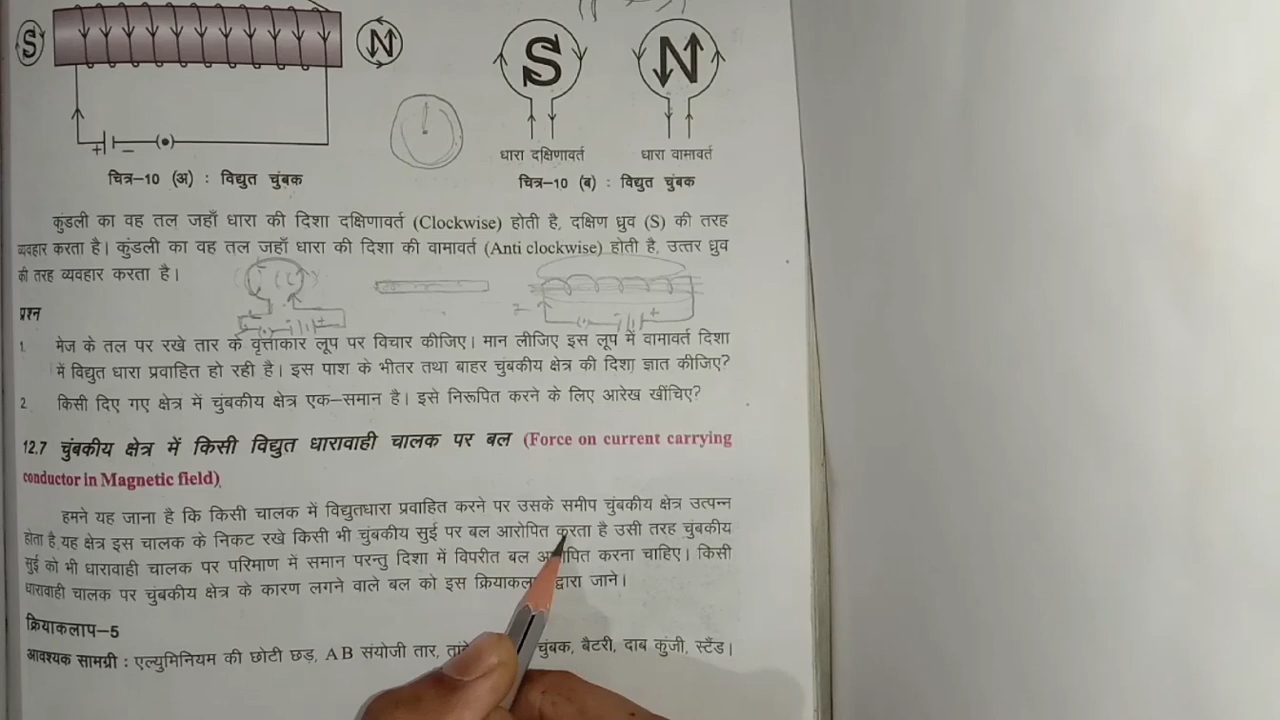 S
N
S
N
+
−
धारा दक्षिणावर्त
धारा वामावर्त
चित्र–10 (अ) : विद्युत चुंबक
चित्र–10 (ब) : विद्युत चुंबक
कुंडली का वह तल जहाँ धारा की दिशा दक्षिणावर्त (Clockwise) होती है, दक्षिण ध्रुव (S) की तरह
व्यवहार करता है। कुंडली का वह तल जहाँ धारा की दिशा की वामावर्त (Anti clockwise) होती है, उत्तर ध्रुव
की तरह व्यवहार करता है।
प्रश्न
1. मेज के तल पर रखे तार के वृत्ताकार लूप पर विचार कीजिए। मान लीजिए इस लूप में वामावर्त दिशा
में विद्युत धारा प्रवाहित हो रही है। इस पाश के भीतर तथा बाहर चुंबकीय क्षेत्र की दिशा ज्ञात कीजिए?
2. किसी दिए गए क्षेत्र में चुंबकीय क्षेत्र एक–समान है। इसे निरूपित करने के लिए आरेख खींचिए?
12.7 चुंबकीय क्षेत्र में किसी विद्युत धारावाही चालक पर बल (Force on current carrying
conductor in Magnetic field)
हमने यह जाना है कि किसी चालक में विद्युतधारा प्रवाहित करने पर उसके समीप चुंबकीय क्षेत्र उत्पन्न
होता है, यह क्षेत्र इस चालक के निकट रखे किसी भी चुंबकीय सुई पर बल आरोपित करता है उसी तरह चुंबकीय
सुई को भी धारावाही चालक पर परिमाण में समान परन्तु दिशा में विपरीत बल करना चाहिए। किसी
धारावाही चालक पर चुंबकीय क्षेत्र के कारण लगने वाले बल को इस द्वारा जाने।
क्रियाकलाप–5
आवश्यक सामग्री : एल्युमिनियम की छोटी छड़, A B संयोजी तार, चुंबक, बैटरी, दाब कुंजी, स्टैंड।